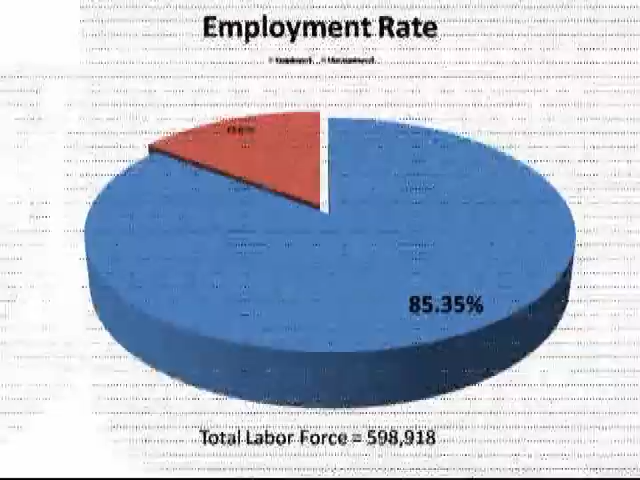 Employment Rate
85.35%
Total Labor Force = 598,918